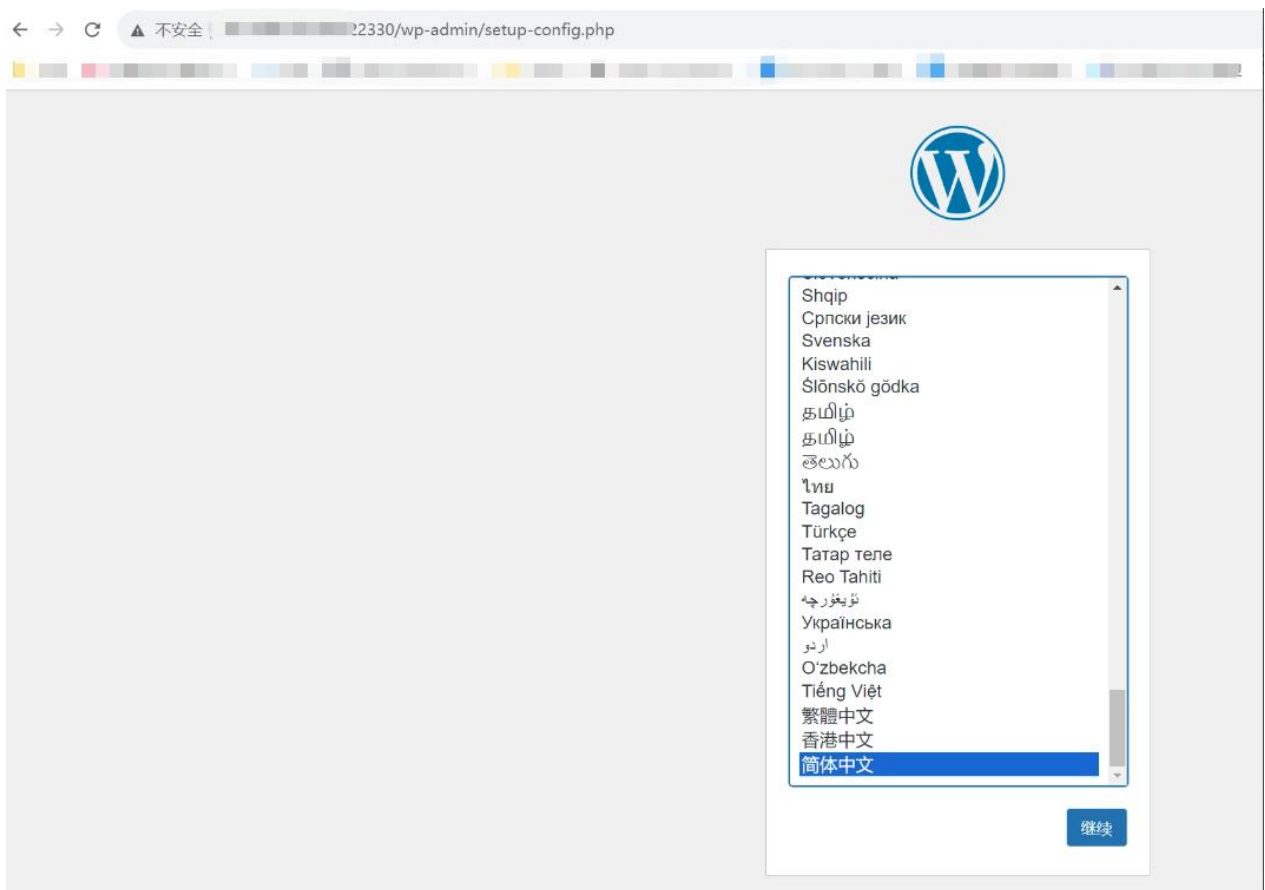 不安全
22330/wp-admin/setup-config.php
Shqip
Српски језик
Svenska
Kiswahili
Ślōnskŏ gŏdka
தமிழ்
தமிழ்
తెలుగు
ไทย
Tagalog
Türkçe
Татар теле
Reo Tahiti
ئۇيغۇرچە
Українська
اردو
O‘zbekcha
Tiếng Việt
繁體中文
香港中文
简体中文
继续